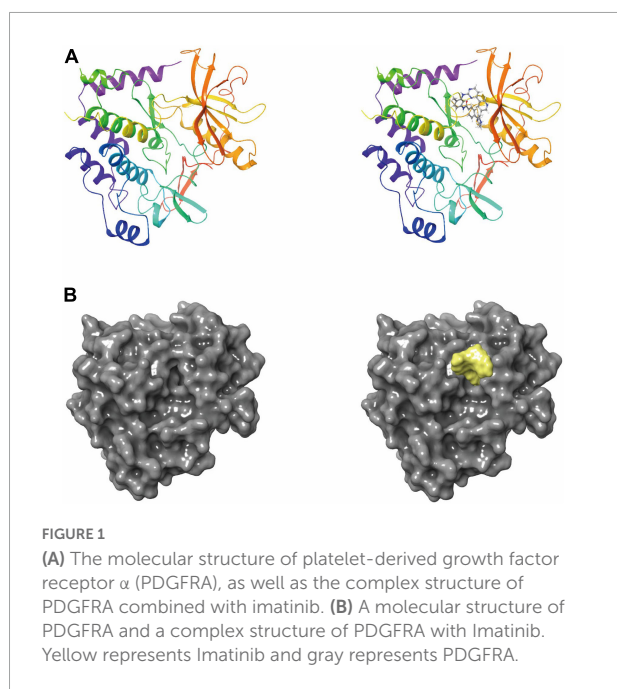 A
B
FIGURE 1
(A) The molecular structure of platelet-derived growth factor
receptor α (PDGFRA), as well as the complex structure of
PDGFRA combined with imatinib. (B) A molecular structure of
PDGFRA and a complex structure of PDGFRA with Imatinib.
Yellow represents Imatinib and gray represents PDGFRA.